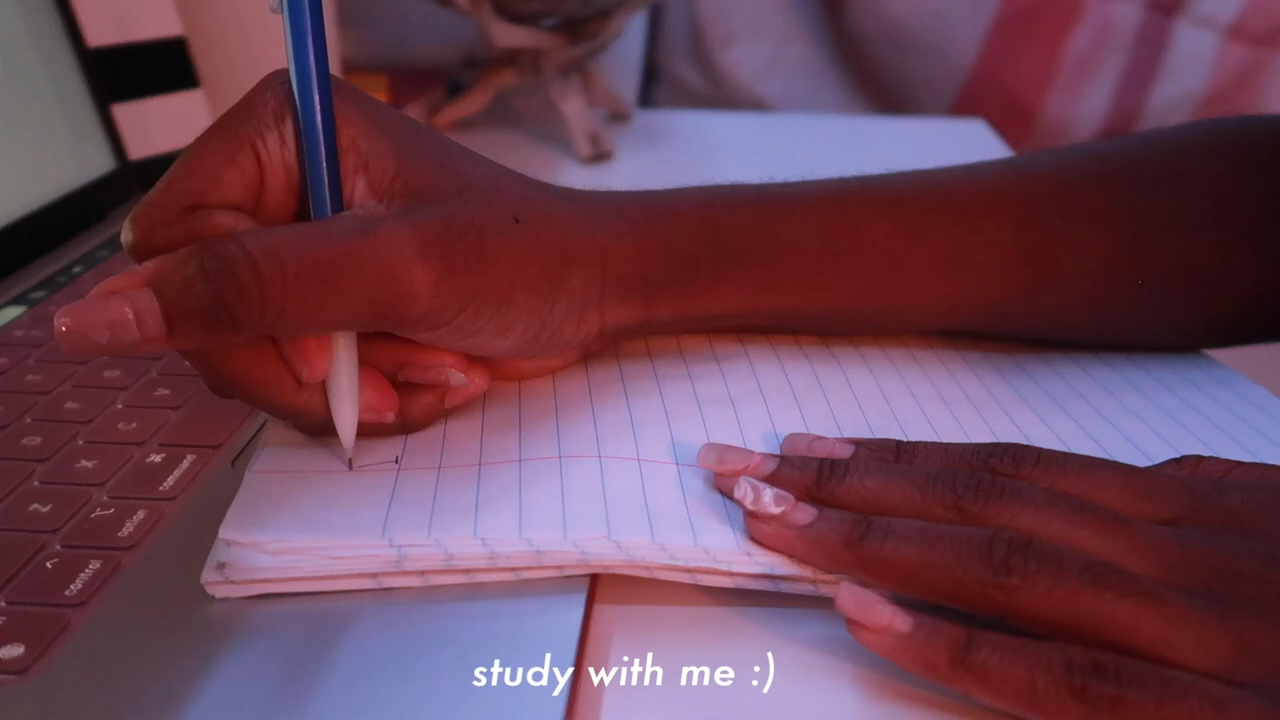 G
V
F
C
D
X
⌘
command
Z
option
^
control
study with me :)